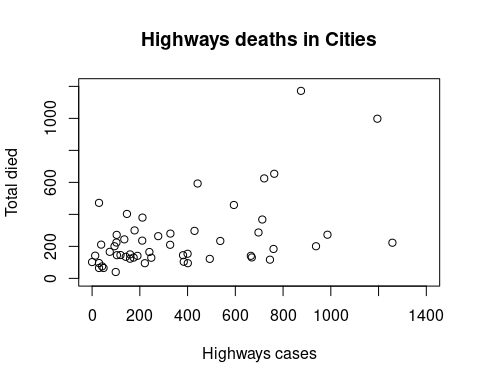 Highways deaths in Cities
Total died
1000
600
200
0
0 200 400 600 800 1000 1400
Highways cases